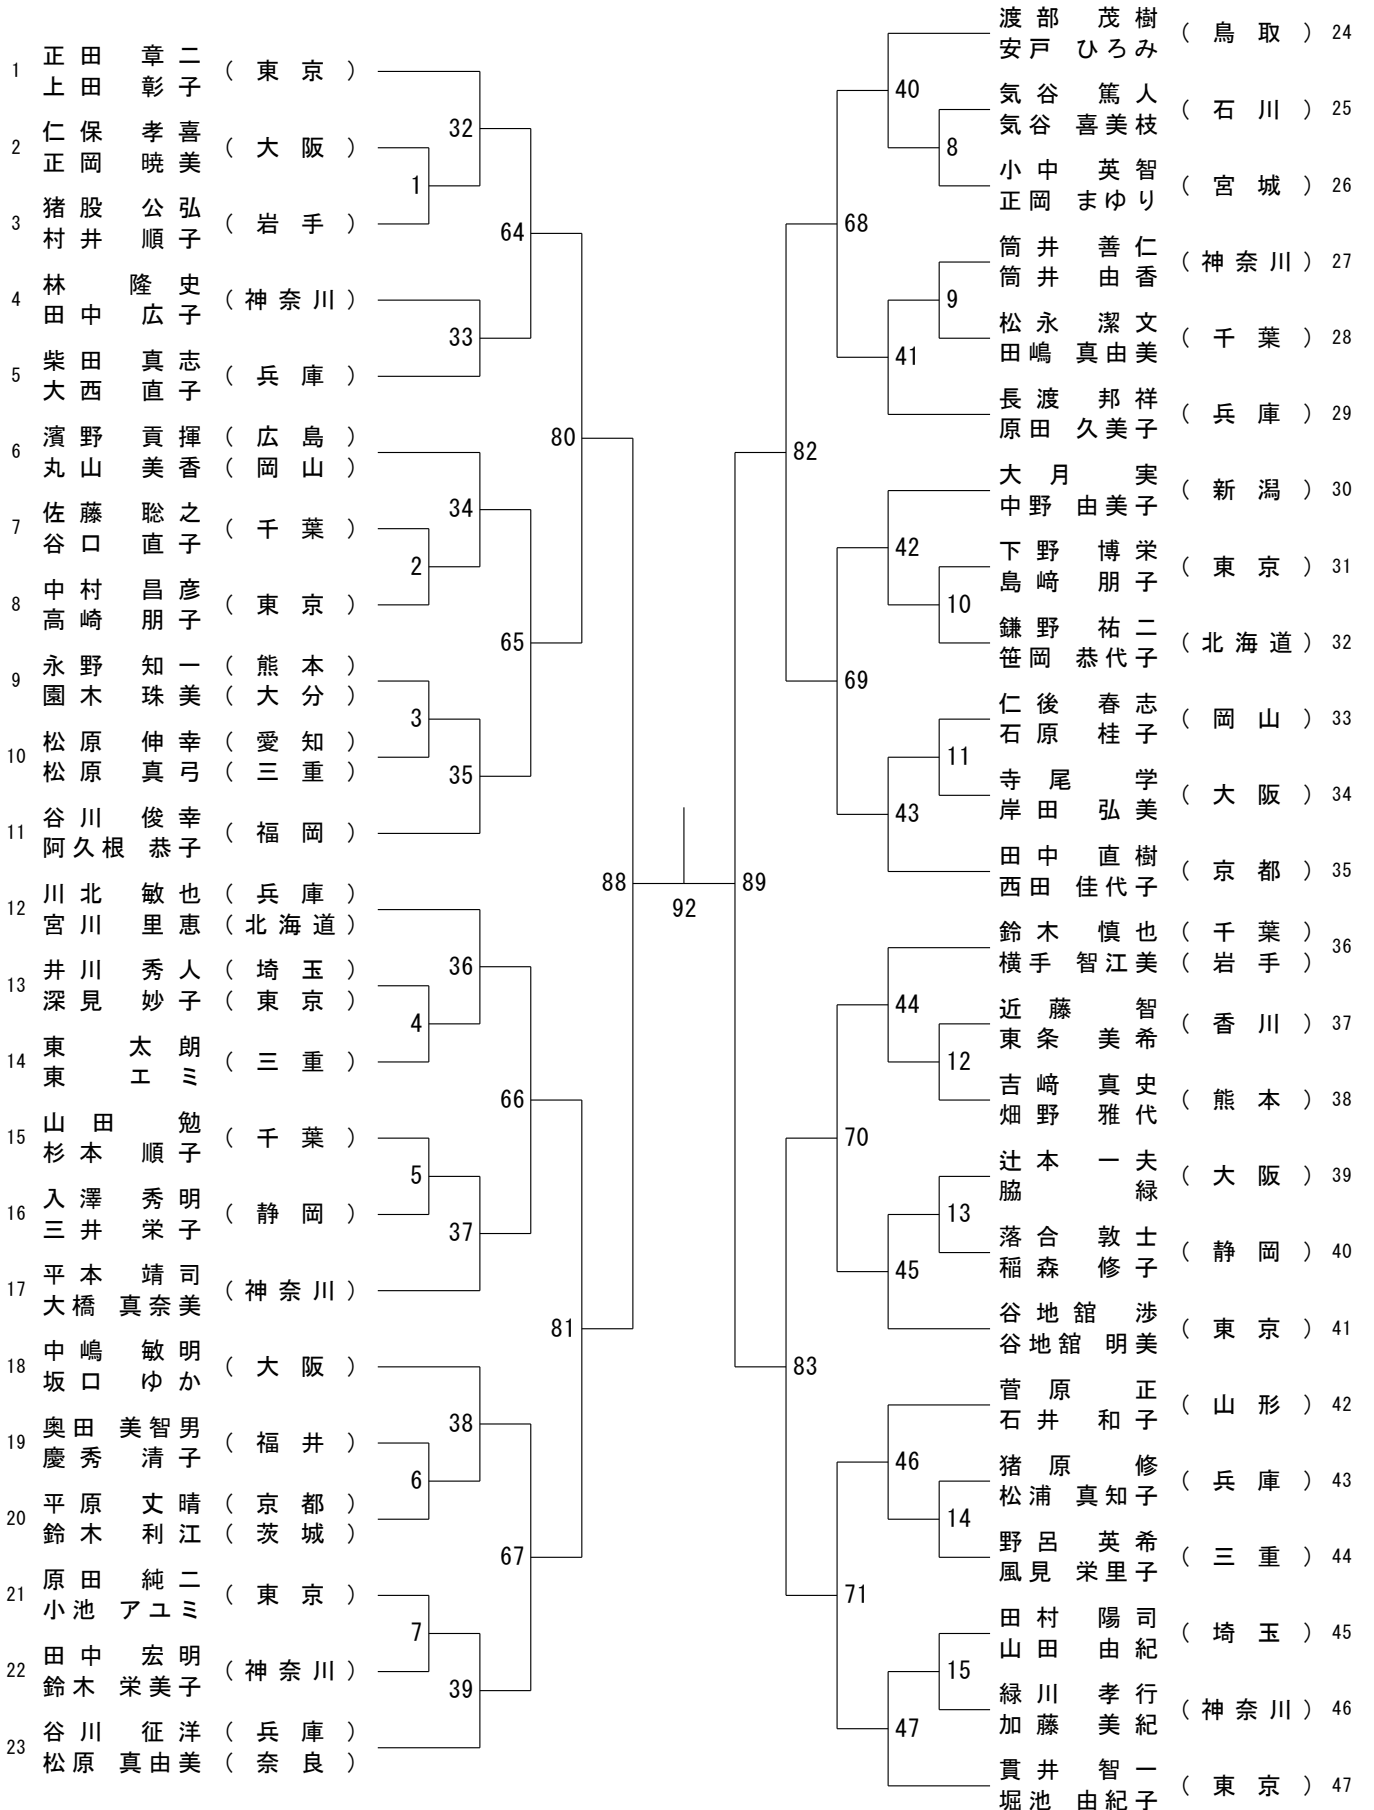 1 正田 章二 (東京)
上田 彰子
2 仁保 孝喜 (大阪)
正岡 暁美
3 猪股 公弘 (岩手)
村井 順子
4 林 隆史 (神奈川)
田中 広子
5 柴田 真志 (兵庫)
大西 直子
6 濱野 貢揮 (広島)
丸山 美香 (岡山)
7 佐藤 聡之 (千葉)
谷口 直子
8 中村 昌彦 (東京)
高崎 朋子
9 永野 知一 (熊本)
園木 珠美 (大分)
10 松原 伸幸 (愛知)
松原 真弓 (三重)
11 谷川 俊幸 (福岡)
阿久根 恭子
12 川北 敏也 (兵庫)
宮川 里恵 (北海道)
13 井川 秀人 (埼玉)
深見 妙子 (東京)
14 東 太朗 (三重)
東 エミ
15 山田 勉 (千葉)
杉本 順子
16 入澤 秀明 (静岡)
三井 栄子
17 平本 靖司 (神奈川)
大橋 真奈美
18 中嶋 敏明 (大阪)
坂口 ゆか
19 奥田 美智男 (福井)
慶秀 清子
20 平原 丈晴 (京都)
鈴木 利江 (茨城)
21 原田 純二 (東京)
小池 アユミ
22 田中 宏明 (神奈川)
鈴木 栄美子
23 谷川 征洋 (兵庫)
松原 真由美 (奈良)
1
2
3
4
5
6
7
32
33
34
35
36
37
38
39
64
65
66
67
80
81
88
92
89
82
83
68
69
70
71
40
41
42
43
44
45
46
47
8
9
10
11
12
13
14
15
渡部 茂樹 (鳥取) 24
安戸 ひろみ
気谷 篤人 (石川) 25
気谷 喜美枝
小中 英智 (宮城) 26
正岡 まゆり
筒井 善仁 (神奈川) 27
筒井 由香
松永 潔文 (千葉) 28
田嶋 真由美
長渡 邦祥 (兵庫) 29
原田 久美子
大月 実 (新潟) 30
中野 由美子
下野 博栄 (東京) 31
島﨑 朋子
鎌野 祐二 (北海道) 32
笹岡 恭代子
仁後 春志 (岡山) 33
石原 桂子
寺尾 学 (大阪) 34
岸田 弘美
田中 直樹 (京都) 35
西田 佳代子
鈴木 慎也 (千葉) 36
横手 智江美 (岩手)
近藤 智 (香川) 37
東条 美希
吉﨑 真史 (熊本) 38
畑野 雅代
辻本 一夫 (大阪) 39
脇 緑
落合 敦士 (静岡) 40
稲森 修子
谷地舘 渉 (東京) 41
谷地舘 明美
菅原 正 (山形) 42
石井 和子
猪原 修 (兵庫) 43
松浦 真知子
野呂 英希 (三重) 44
風見 栄里子
田村 陽司 (埼玉) 45
山田 由紀
緑川 孝行 (神奈川) 46
加藤 美紀
貫井 智一 (東京) 47
堀池 由紀子